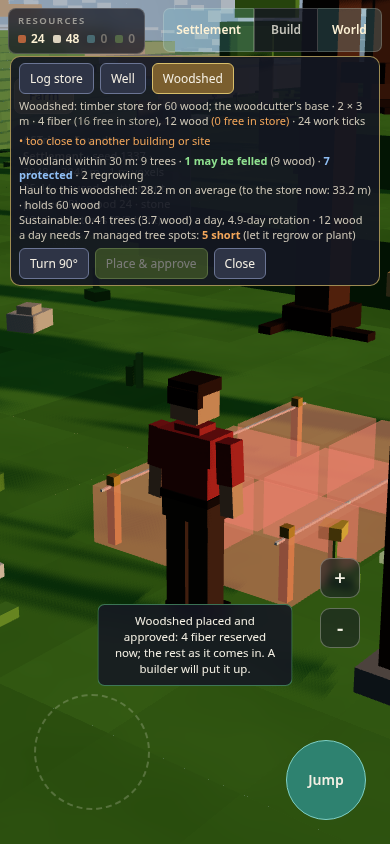 RESOURCES
24 48 0 0
Settlement Build World
Log store Well Woodshed
Woodshed: timber store for 60 wood; the woodcutter's base · 2 × 3
m · 4 fiber (16 free in store), 12 wood (0 free in store) · 24 work ticks
• too close to another building or site
Woodland within 30 m: 9 trees · 1 may be felled (9 wood) · 7
protected · 2 regrowing
Haul to this woodshed: 28.2 m on average (to the store now: 33.2 m)
· holds 60 wood
Sustainable: 0.41 trees (3.7 wood) a day, 4.9-day rotation · 12 wood
a day needs 7 managed tree spots: 5 short (let it regrow or plant)
Turn 90° Place & approve Close
+
-
Woodshed placed and
approved: 4 fiber reserved
now; the rest as it comes in. A
builder will put it up.
Jump